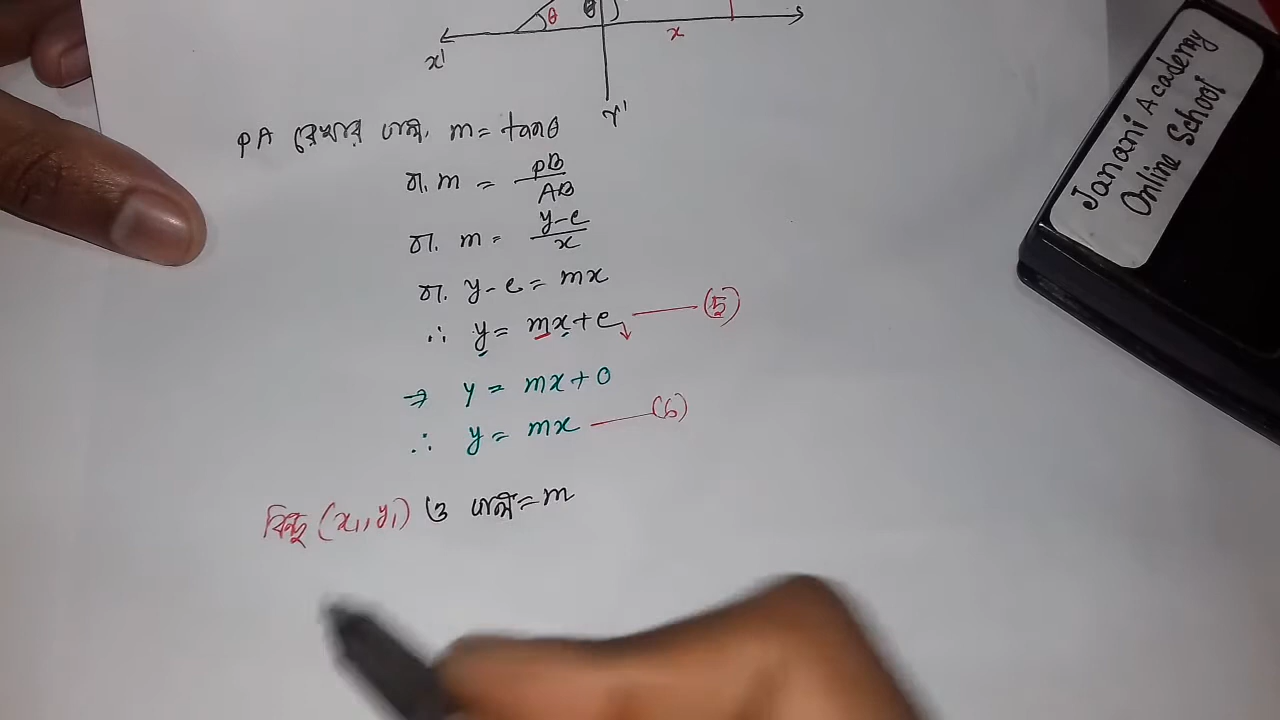 θ θ
x' x
Y'
PA রেখার ঢাল, m = tanθ
বা, m = PB/AB
বা, m = y-c/x
বা, y-c = mx
∴ y = mx+c (5)
⇒ y = mx+0
∴ y = mx (6)
বিন্দু (x₁, y₁) ও ঢাল = m
Janani Academy
Online School